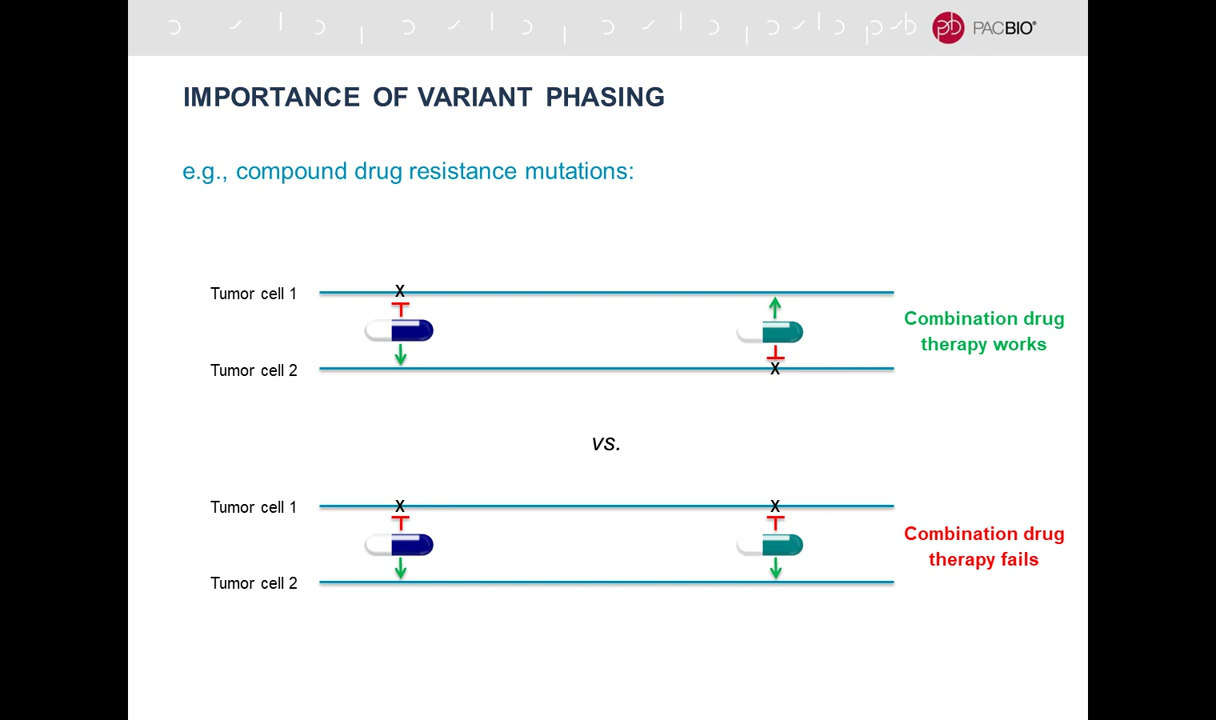 PACBIO®
IMPORTANCE OF VARIANT PHASING
e.g., compound drug resistance mutations:
Tumor cell 1
X
Combination drug
therapy works
Tumor cell 2
X
vs.
Tumor cell 1
X
X
Combination drug
therapy fails
Tumor cell 2